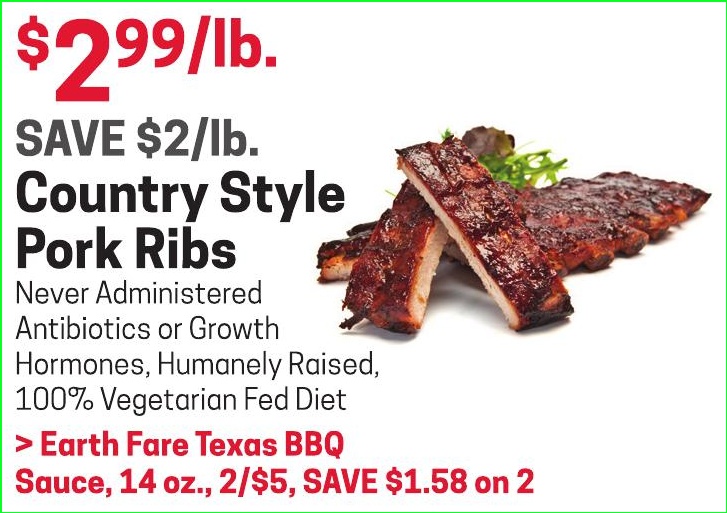 $2.99/lb.
SAVE $2/lb.
Country Style
Pork Ribs
Never Administered
Antibiotics or Growth
Hormones, Humanely Raised,
100% Vegetarian Fed Diet
> Earth Fare Texas BBQ
Sauce, 14 oz., 2/$5, SAVE $1.58 on 2